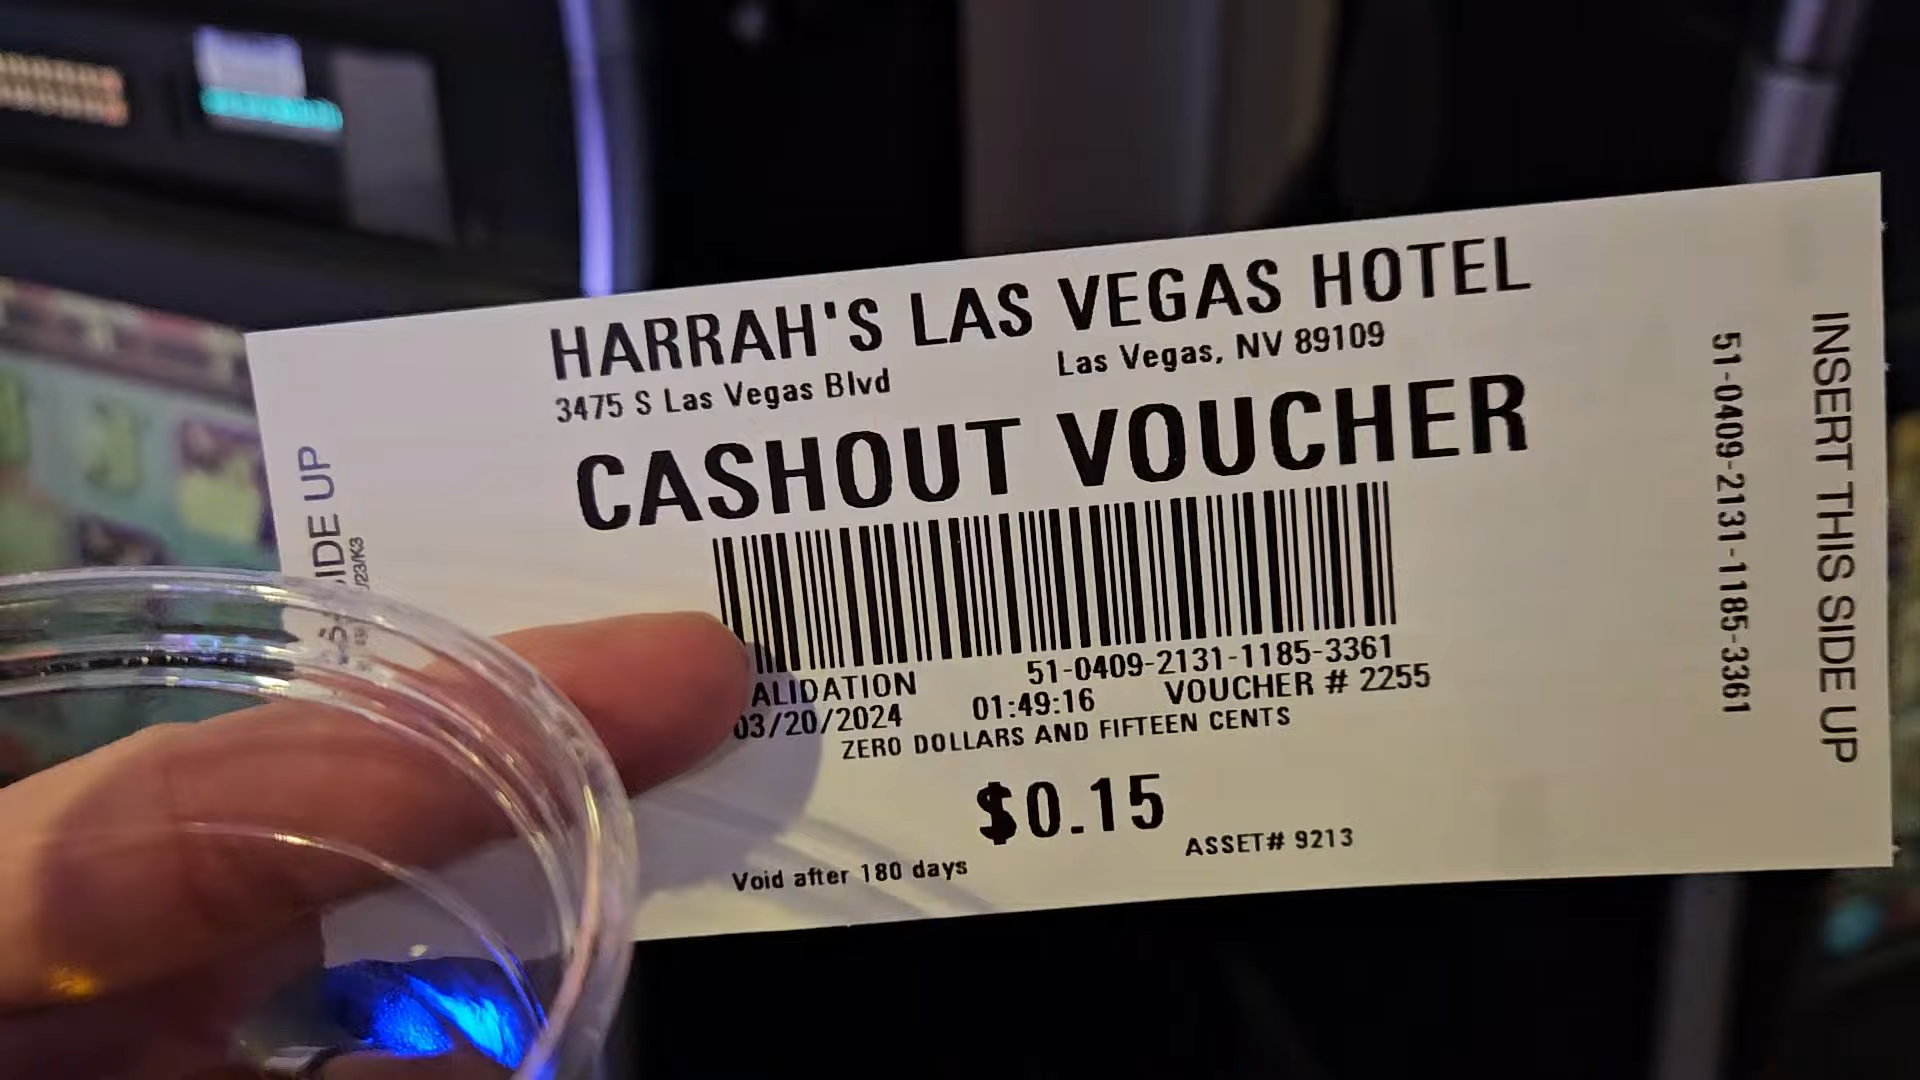 HARRAH'S LAS VEGAS HOTEL
3475 S Las Vegas Blvd Las Vegas, NV 89109
CASHOUT VOUCHER
51-0409-2131-1185-3361
ALIDATION
03/20/2024 01:49:16 VOUCHER # 2255
ZERO DOLLARS AND FIFTEEN CENTS
$0.15
Void after 180 days ASSET# 9213
IDE UP
/23/K3
51-0409-2131-1185-3361
INSERT THIS SIDE UP